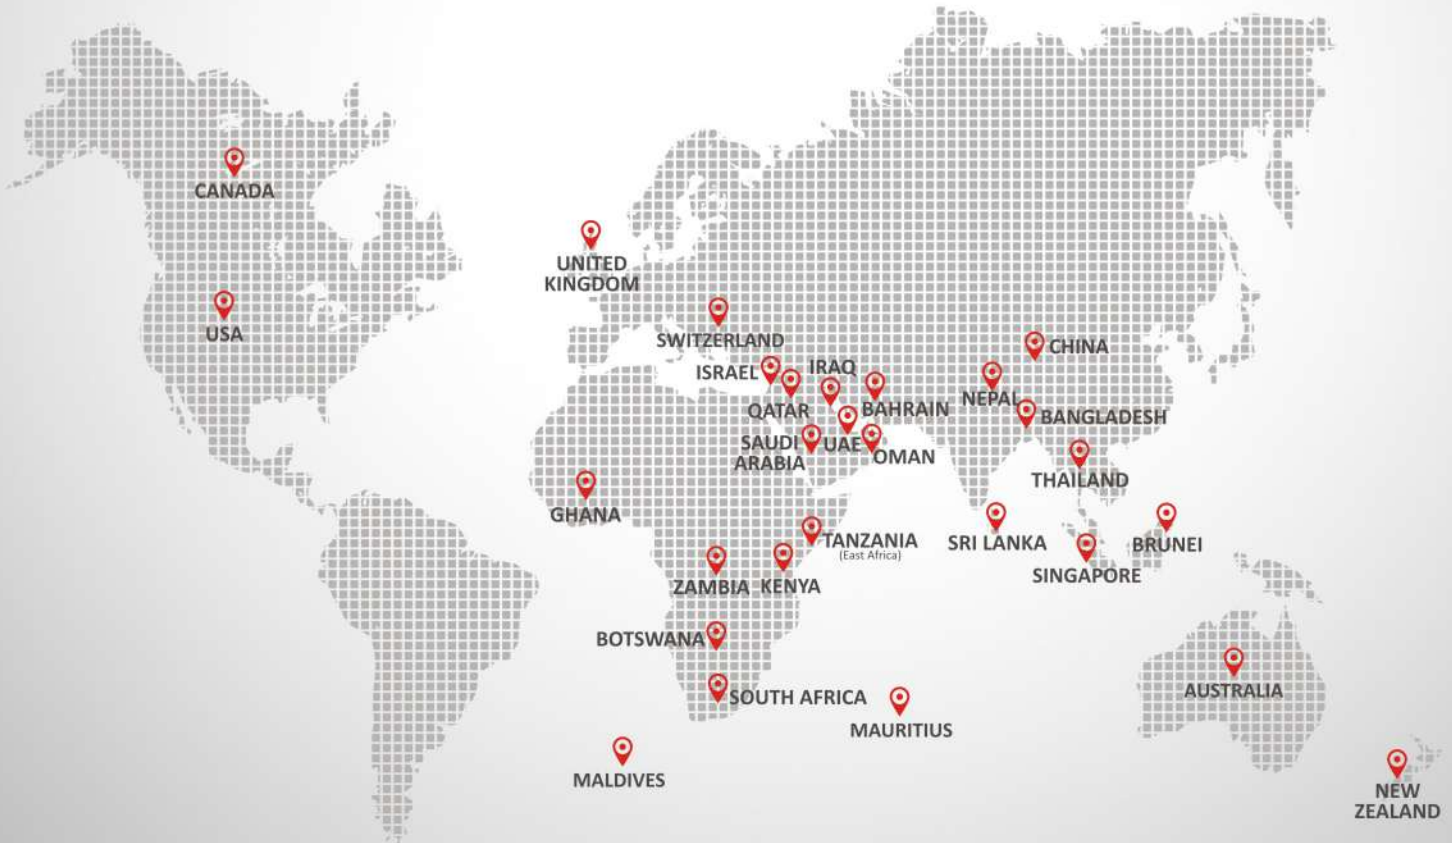 CANADA
USA
UNITED
KINGDOM
SWITZERLAND
ISRAEL
IRAQ
QATAR
BAHRAIN
SAUDI
ARABIA
UAE
OMAN
CHINA
NEPAL
BANGLADESH
THAILAND
GHANA
TANZANIA
(East Africa)
SRI LANKA
BRUNEI
SINGAPORE
ZAMBIA
KENYA
BOTSWANA
SOUTH AFRICA
MAURITIUS
AUSTRALIA
MALDIVES
NEW
ZEALAND